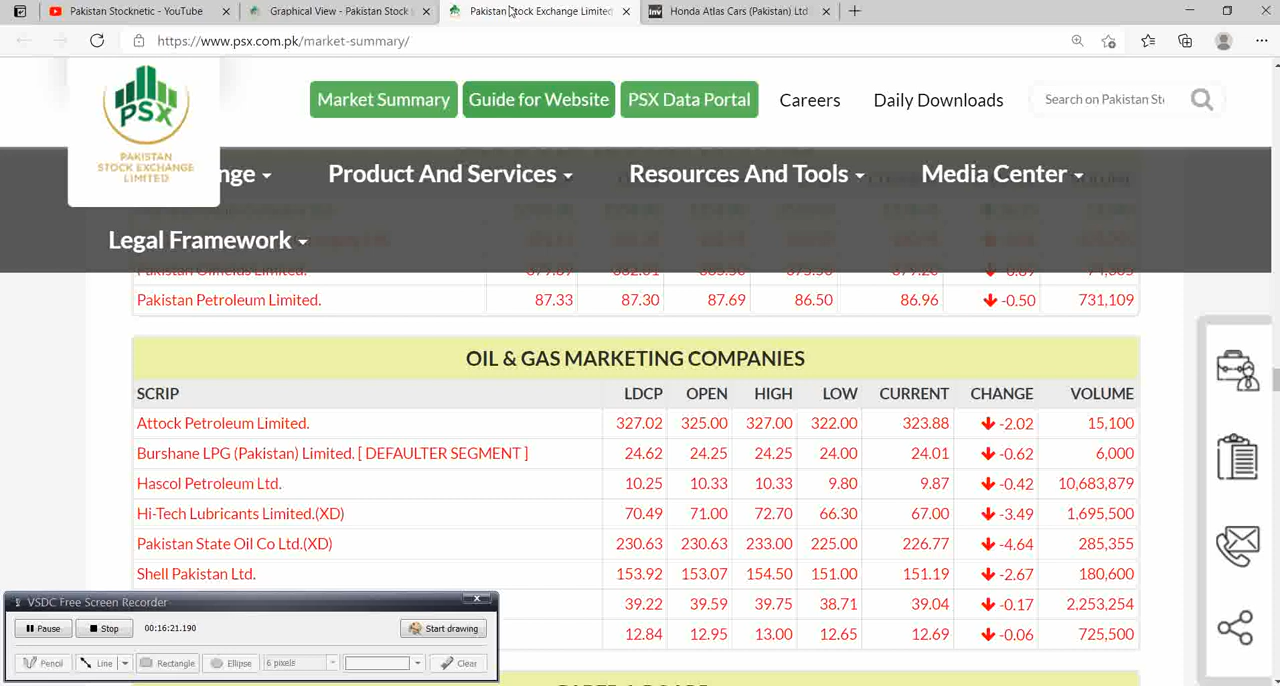 Pakistan Stocknetic - YouTube
Graphical View - Pakistan Stock
Pakistan Stock Exchange Limited
Honda Atlas Cars (Pakistan) Ltd
https://www.psx.com.pk/market-summary/
PSX
PAKISTAN
STOCK EXCHANGE
LIMITED
Market Summary Guide for Website PSX Data Portal Careers Daily Downloads Search on Pakistan St
nge Product And Services Resources And Tools Media Center
Legal Framework
Pakistan Oilfields Limited.
Pakistan Petroleum Limited. 87.33 87.30 87.69 86.50 86.96 -0.50 731,109
OIL & GAS MARKETING COMPANIES
SCRIP LDCP OPEN HIGH LOW CURRENT CHANGE VOLUME
Attock Petroleum Limited. 327.02 325.00 327.00 322.00 323.88 -2.02 15,100
Burshane LPG (Pakistan) Limited. [ DEFAULTER SEGMENT ] 24.62 24.25 24.25 24.00 24.01 -0.62 6,000
Hascol Petroleum Ltd. 10.25 10.33 10.33 9.80 9.87 -0.42 10,683,879
Hi-Tech Lubricants Limited.(XD) 70.49 71.00 72.70 66.30 67.00 -3.49 1,695,500
Pakistan State Oil Co Ltd.(XD) 230.63 230.63 233.00 225.00 226.77 -4.64 285,355
Shell Pakistan Ltd. 153.92 153.07 154.50 151.00 151.19 -2.67 180,600
39.22 39.59 39.75 38.71 39.04 -0.17 2,253,254
12.84 12.95 13.00 12.65 12.69 -0.06 725,500
VSDC Free Screen Recorder
Pause Stop 00:16:21.190 Start drawing
Pencil Line Rectangle Ellipse 6 pixels Clear